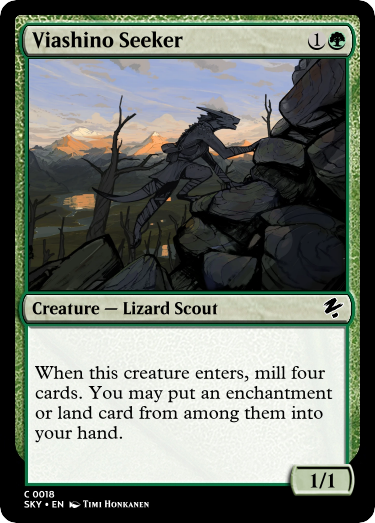 Viashino Seeker 1
Creature — Lizard Scout
When this creature enters, mill four
cards. You may put an enchantment
or land card from among them into
your hand.
1/1
C 0018
SKY • EN Timi Honkanen